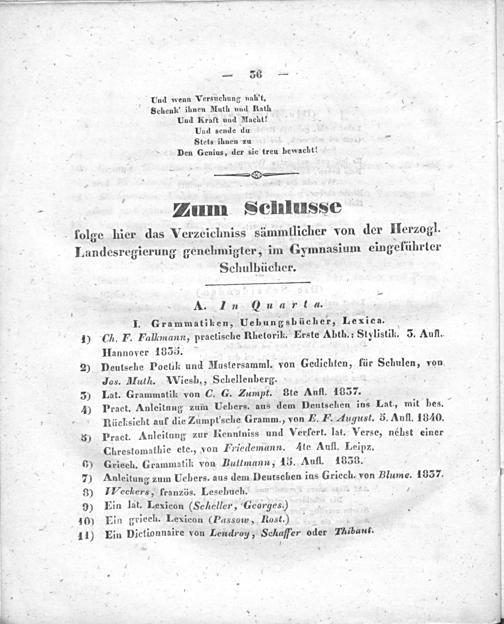 — 36 —
Und wenn Versuchung nah't,
Schenk' ihnen Muth und Rath
Und Kraft und Macht!
Und sende du
Stets ihnen zu
Den Genius, der sie treu bewacht!
Zum Schlusse
folge hier das Verzeichniss sämmtlicher von der Herzogl.
Landesregierung genehmigter, im Gymnasium eingeführter
Schulbücher.
A. In Quarta.
I. Grammatiken, Uebungsbücher, Lexica.
1) Ch. F. Falkmann, practische Rhetorik. Erste Abth.: Stylistik. 3. Aufl.
Hannover 1835.
2) Deutsche Poetik und Mustersamml. von Gedichten, für Schulen, von
Jos. Muth. Wiesb,, Schellenberg.
3) Lat. Grammatik von C. G. Zumpt. 8te Aufl. 1837.
4) Pract. Anleitung zum Uebers. aus dem Deutschen ins Lat., mit bes.
Rücksicht auf die Zumpt'sche Gramm., von E. F. August. 5. Aufl. 1840.
5) Pract. Anleitung zur Kenntniss und Verfert. lat. Verse, nebst einer
Chrestomathie etc., von Friedemann. 4te Aufl. Leipz.
6) Griech. Grammatik von Buttmann, 15. Aufl. 1838.
7) Anleitung zum Uebers. aus dem Deutschen ins Griech. von Blume. 1837.
8) Weckers, französ. Lesebuch.
9) Ein lat. Lexicon (Scheller, Georges.)
10) Ein griech. Lexicon (Passow, Rost.)
11) Ein Dictionnaire von Lendroy, Schaffer oder Thibaut.